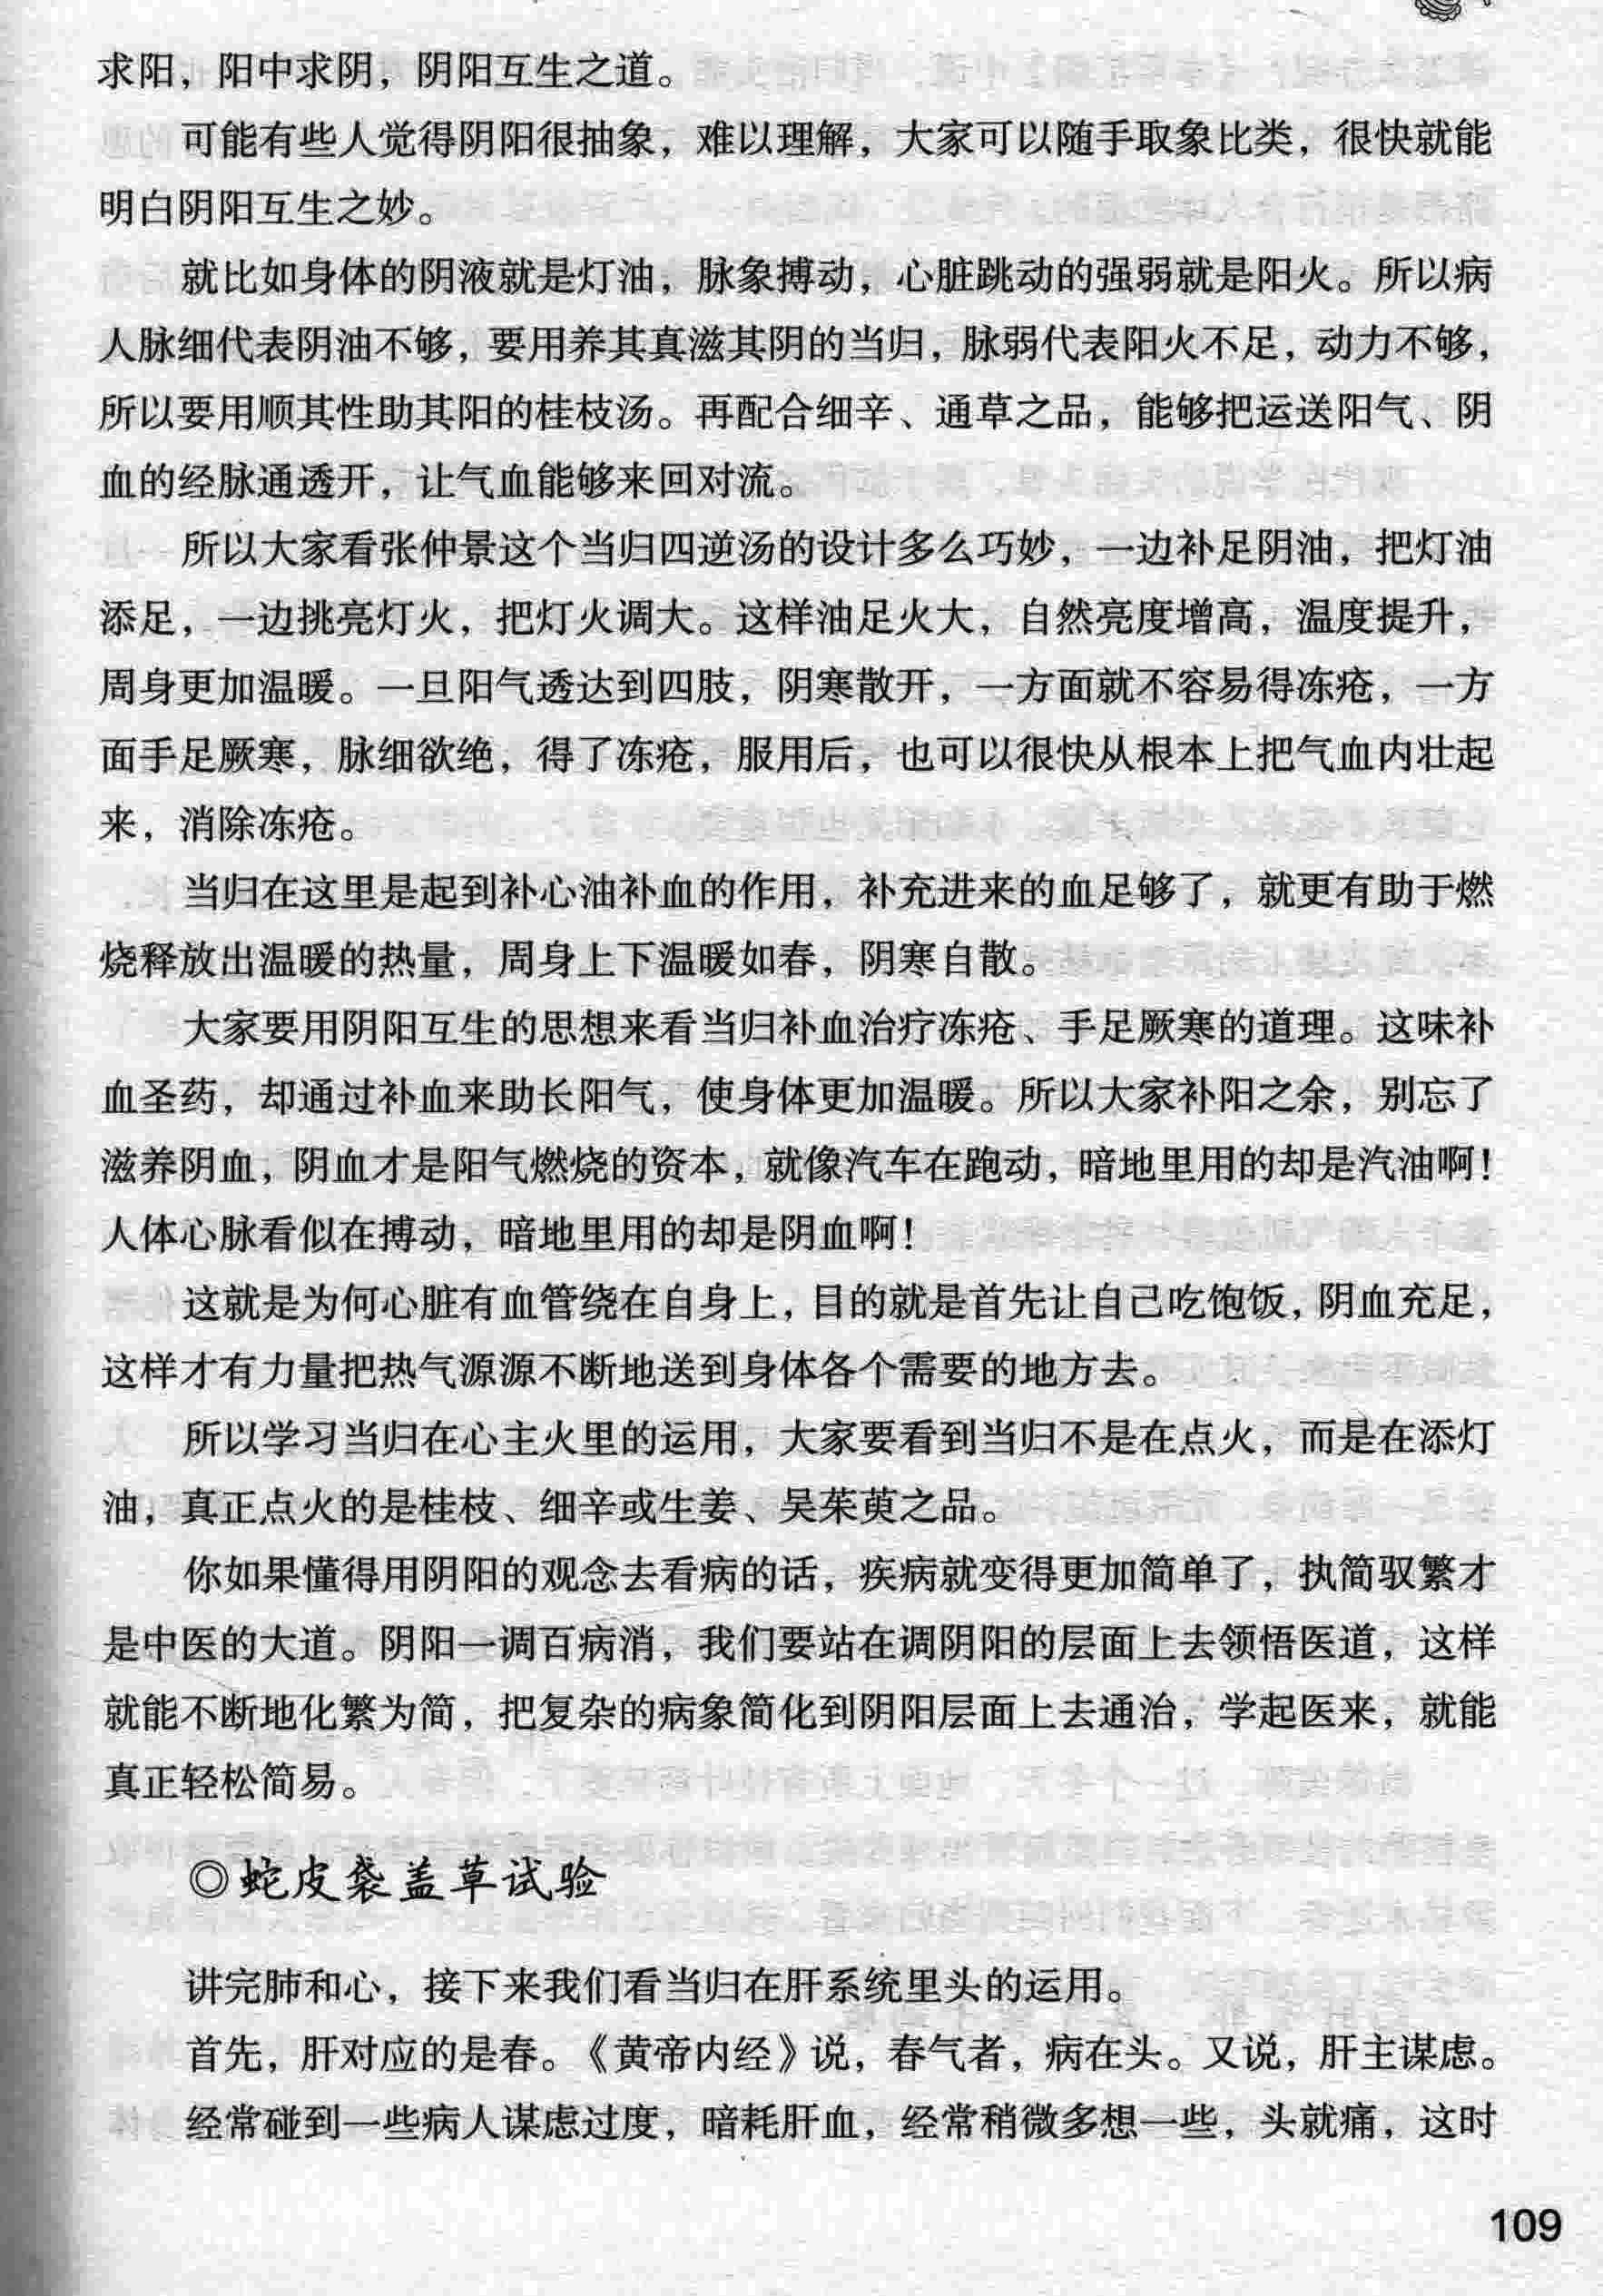 求阳，阳中求阴，阴阳互生之道。
可能有些人觉得阴阳很抽象，难以理解，大家可以随手取象比类，很快就能
明白阴阳互生之妙。
就比如身体的阴液就是灯油，脉象搏动，心脏跳动的强弱就是阳火。所以病
人脉细代表阴油不够，要用养其真滋其阴的当归，脉弱代表阳火不足，动力不够，
所以要用顺其性助其阳的桂枝汤。再配合细辛、通草之品，能够把运送阳气、阴
血的经脉通透开，让气血能够来回对流。
所以大家看张仲景这个当归四逆汤的设计多么巧妙，一边补足阴油，把灯油
添足，一边挑亮灯火，把灯火调大。这样油足火大，自然亮度增高，温度提升，
周身更加温暖。一旦阳气透达到四肢，阴寒散开，一方面就不容易得冻疮，一方
面手足厥寒，脉细欲绝，得了冻疮，服用后，也可以很快从根本上把气血内壮起
来，消除冻疮。
当归在这里是起到补心油补血的作用，补充进来的血足够了，就更有助于燃
烧释放出温暖的热量，周身上下温暖如春，阴寒自散。
大家要用阴阳互生的思想来看当归补血治疗冻疮、手足厥寒的道理。这味补
血圣药，却通过补血来助长阳气，使身体更加温暖。所以大家补阳之余，别忘了
滋养阴血，阴血才是阳气燃烧的资本，就像汽车在跑动，暗地里用的却是汽油啊！
人体心脉看似在搏动，暗地里用的却是阴血啊！
这就是为何心脏有血管绕在自身上，目的就是首先让自己吃饱饭，阴血充足，
这样才有力量把热气源源不断地送到身体各个需要的地方去。
所以学习当归在心主火里的运用，大家要看到当归不是在点火，而是在添灯
油，真正点火的是桂枝、细辛或生姜、吴茱萸之品。
你如果懂得用阴阳的观念去看病的话，疾病就变得更加简单了，执简驭繁才
是中医的大道。阴阳一调百病消，我们要站在调阴阳的层面上去领悟医道，这样
就能不断地化繁为简，把复杂的病象简化到阴阳层面上去通治，学起医来，就能
真正轻松简易。
◎蛇皮袋盖草试验
讲完肺和心，接下来我们看当归在肝系统里头的运用。
首先，肝对应的是春。《黄帝内经》说，春气者，病在头。又说，肝主谋虑。
经常碰到一些病人谋虑过度，暗耗肝血，经常稍微多想一些，头就痛，这时
109